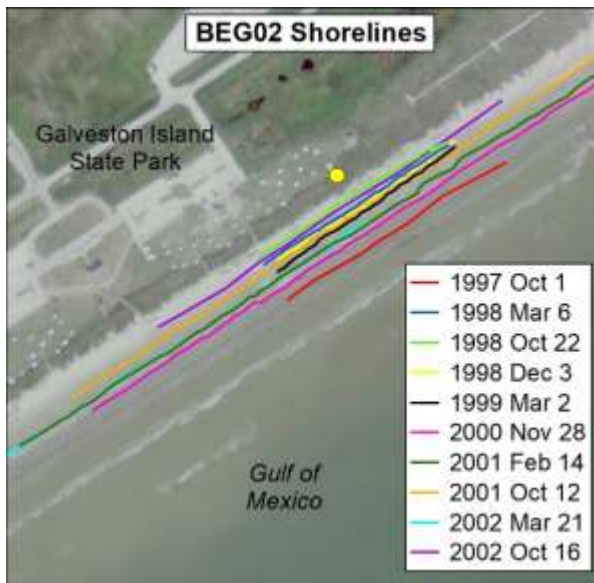 BEG02 Shorelines
Galveston Island
State Park
1997 Oct 1
1998 Mar 6
1998 Oct 22
1998 Dec 3
1999 Mar 2
2000 Nov 28
2001 Feb 14
2001 Oct 12
2002 Mar 21
2002 Oct 16
Gulf of
Mexico